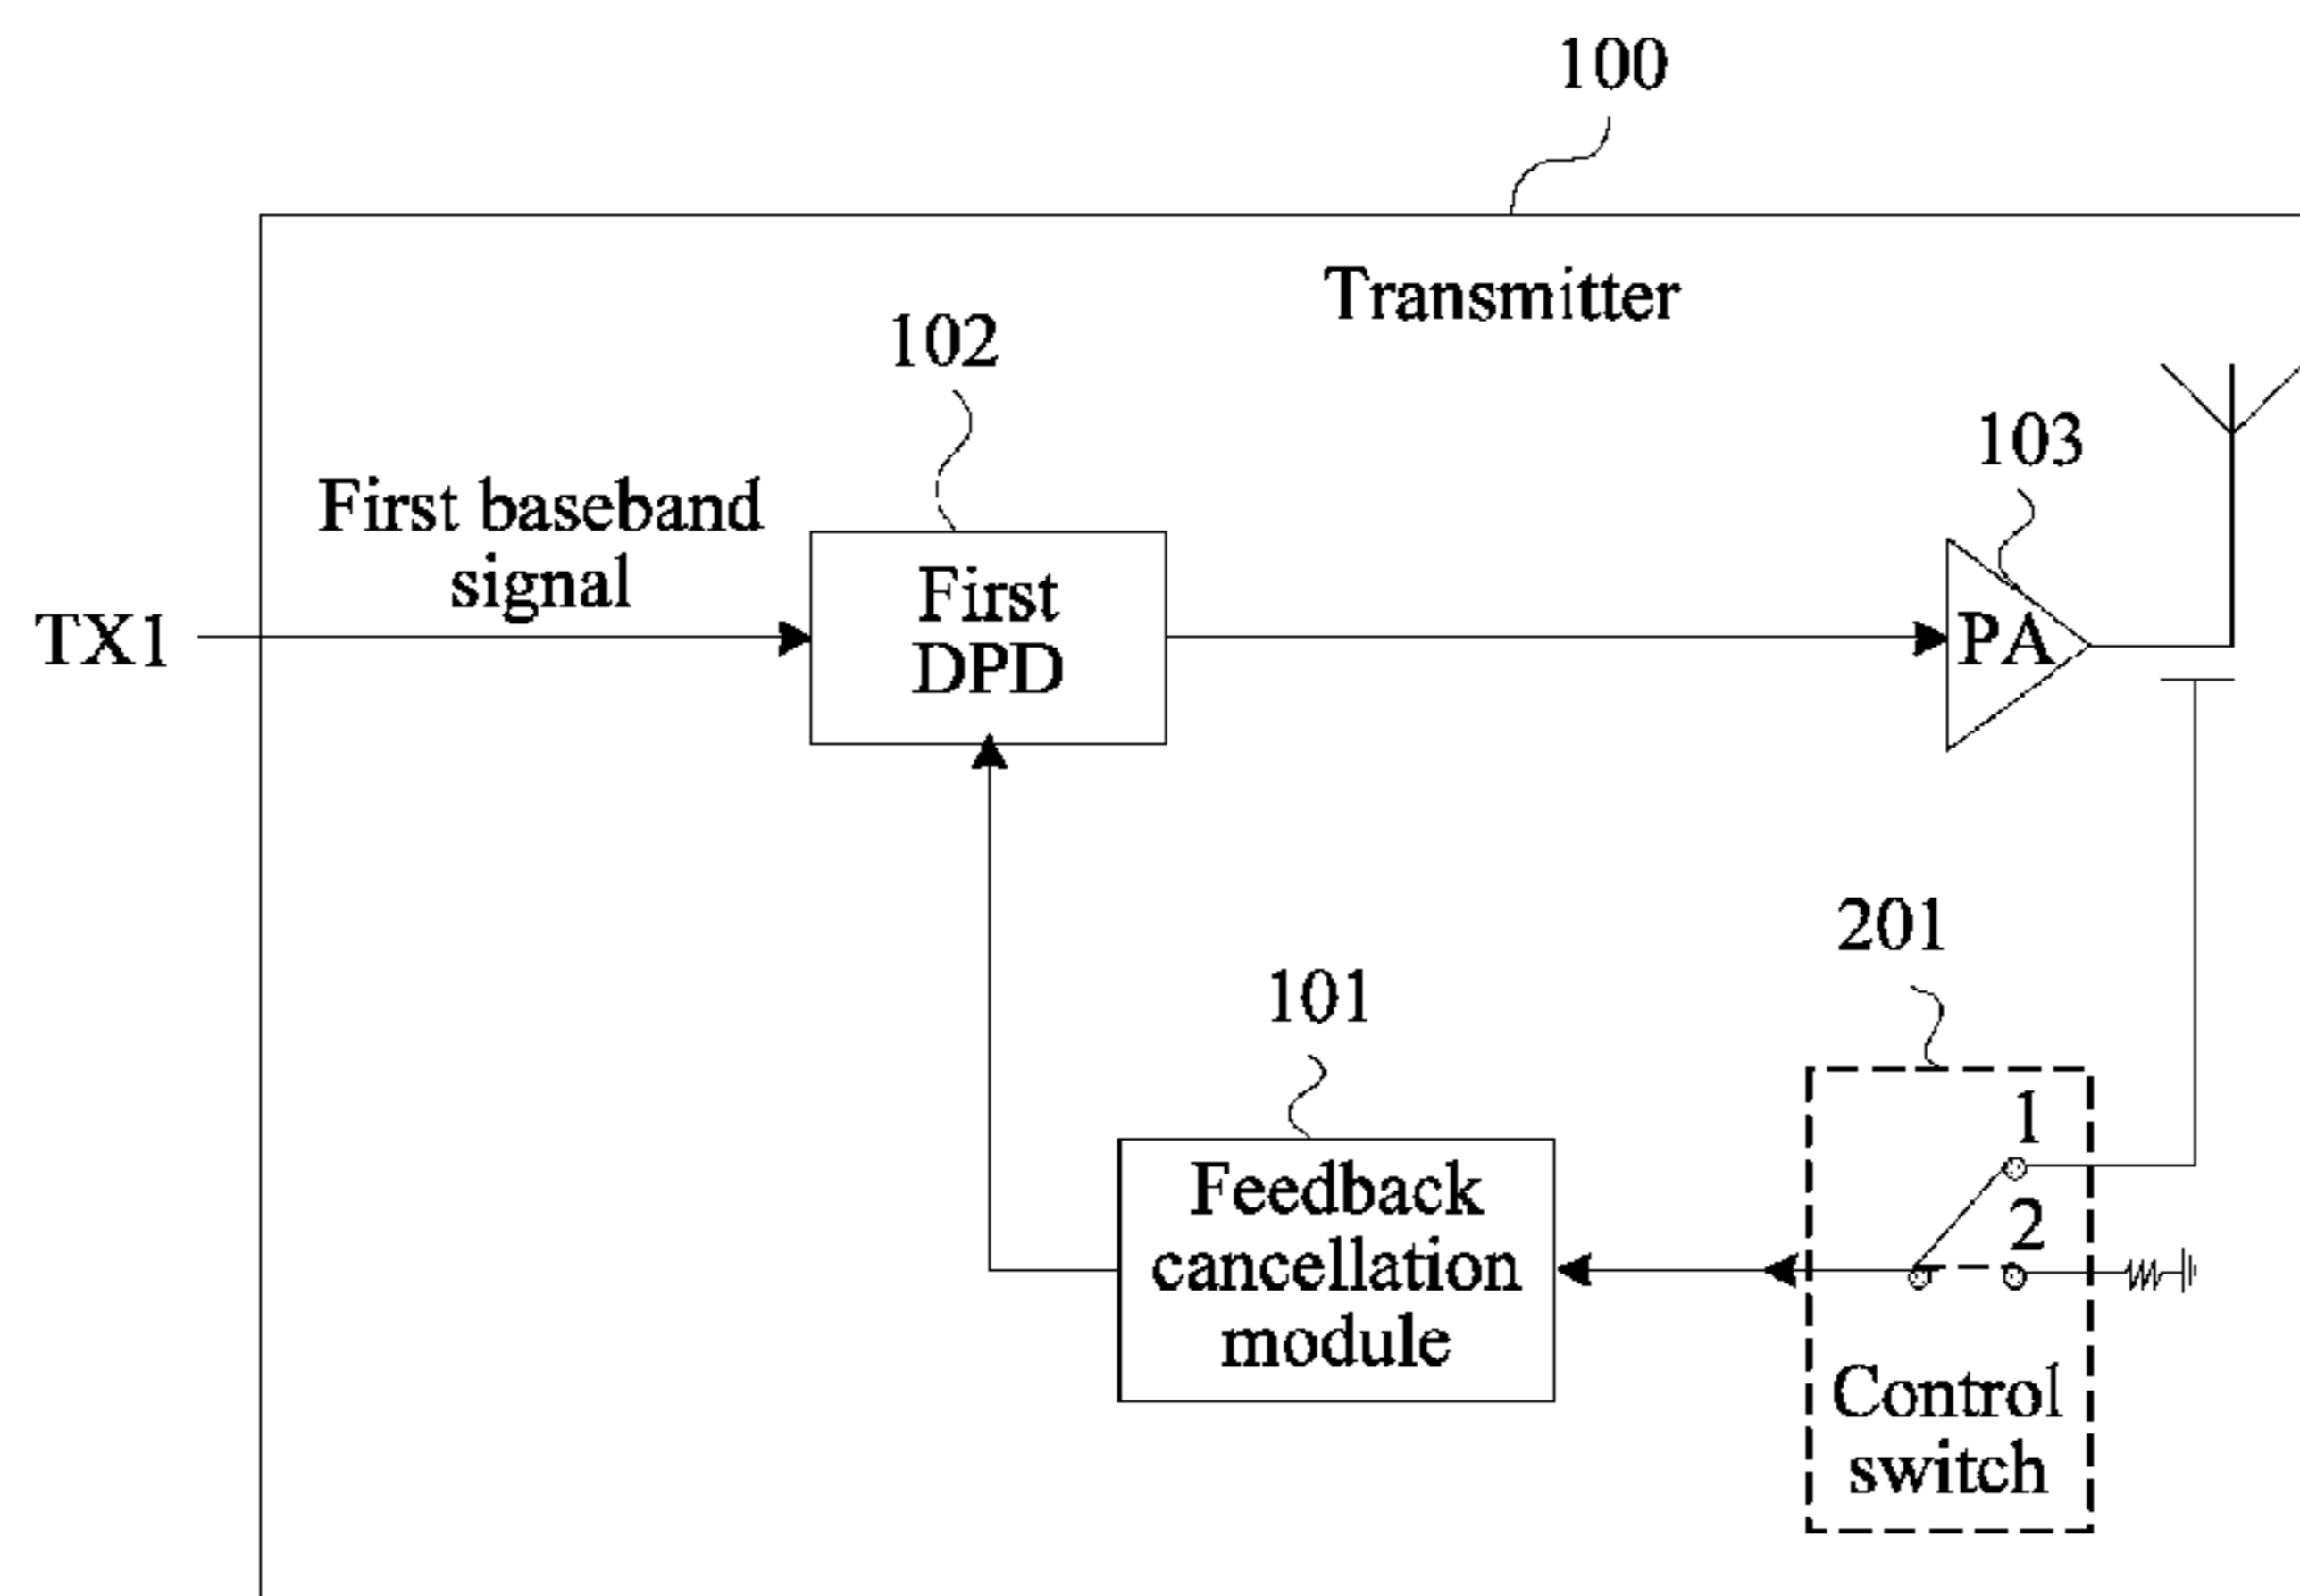 100
Transmitter
102
103
First baseband
signal
TX1
First
DPD
PA
201
101
1
2
Feedback
cancellation
module
Control
switch